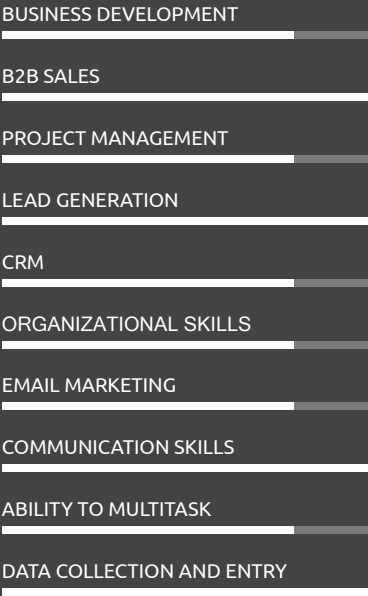 BUSINESS DEVELOPMENT
B2B SALES
PROJECT MANAGEMENT
LEAD GENERATION
CRM
ORGANIZATIONAL SKILLS
EMAIL MARKETING
COMMUNICATION SKILLS
ABILITY TO MULTITASK
DATA COLLECTION AND ENTRY